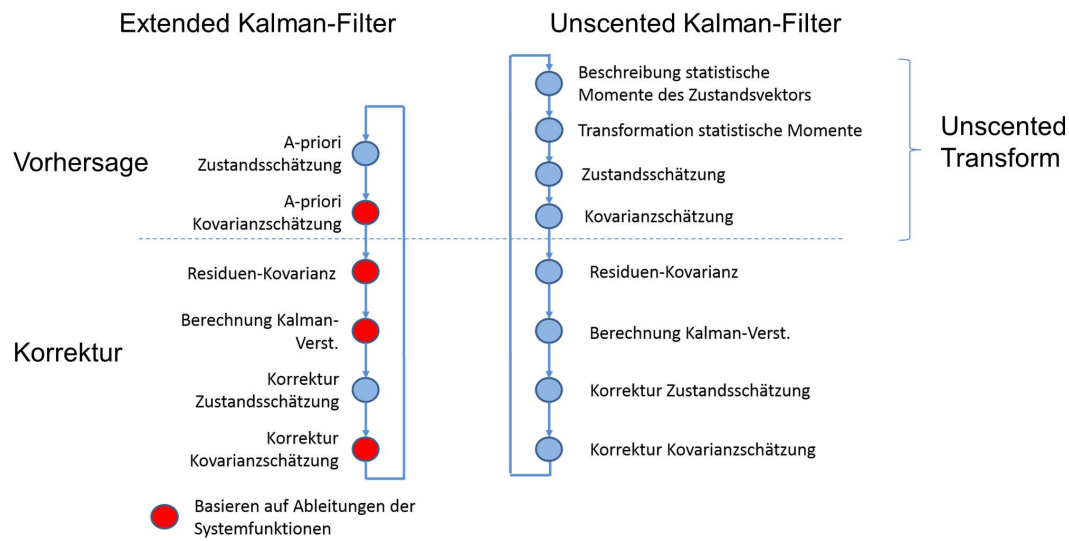 Extended Kalman-Filter
Unscented Kalman-Filter
Vorhersage
A-priori
Zustandsschätzung
A-priori
Kovarianzschätzung
Korrektur
Residuen-Kovarianz
Berechnung Kalman-
Verst.
Korrektur
Zustandsschätzung
Korrektur
Kovarianzschätzung
Beschreibung statistische
Momente des Zustandsvektors
Transformation statistische Momente
Zustandsschätzung
Kovarianzschätzung
Unscented
Transform
Residuen-Kovarianz
Berechnung Kalman-Verst.
Korrektur Zustandsschätzung
Korrektur Kovarianzschätzung
Basieren auf Ableitungen der
Systemfunktionen